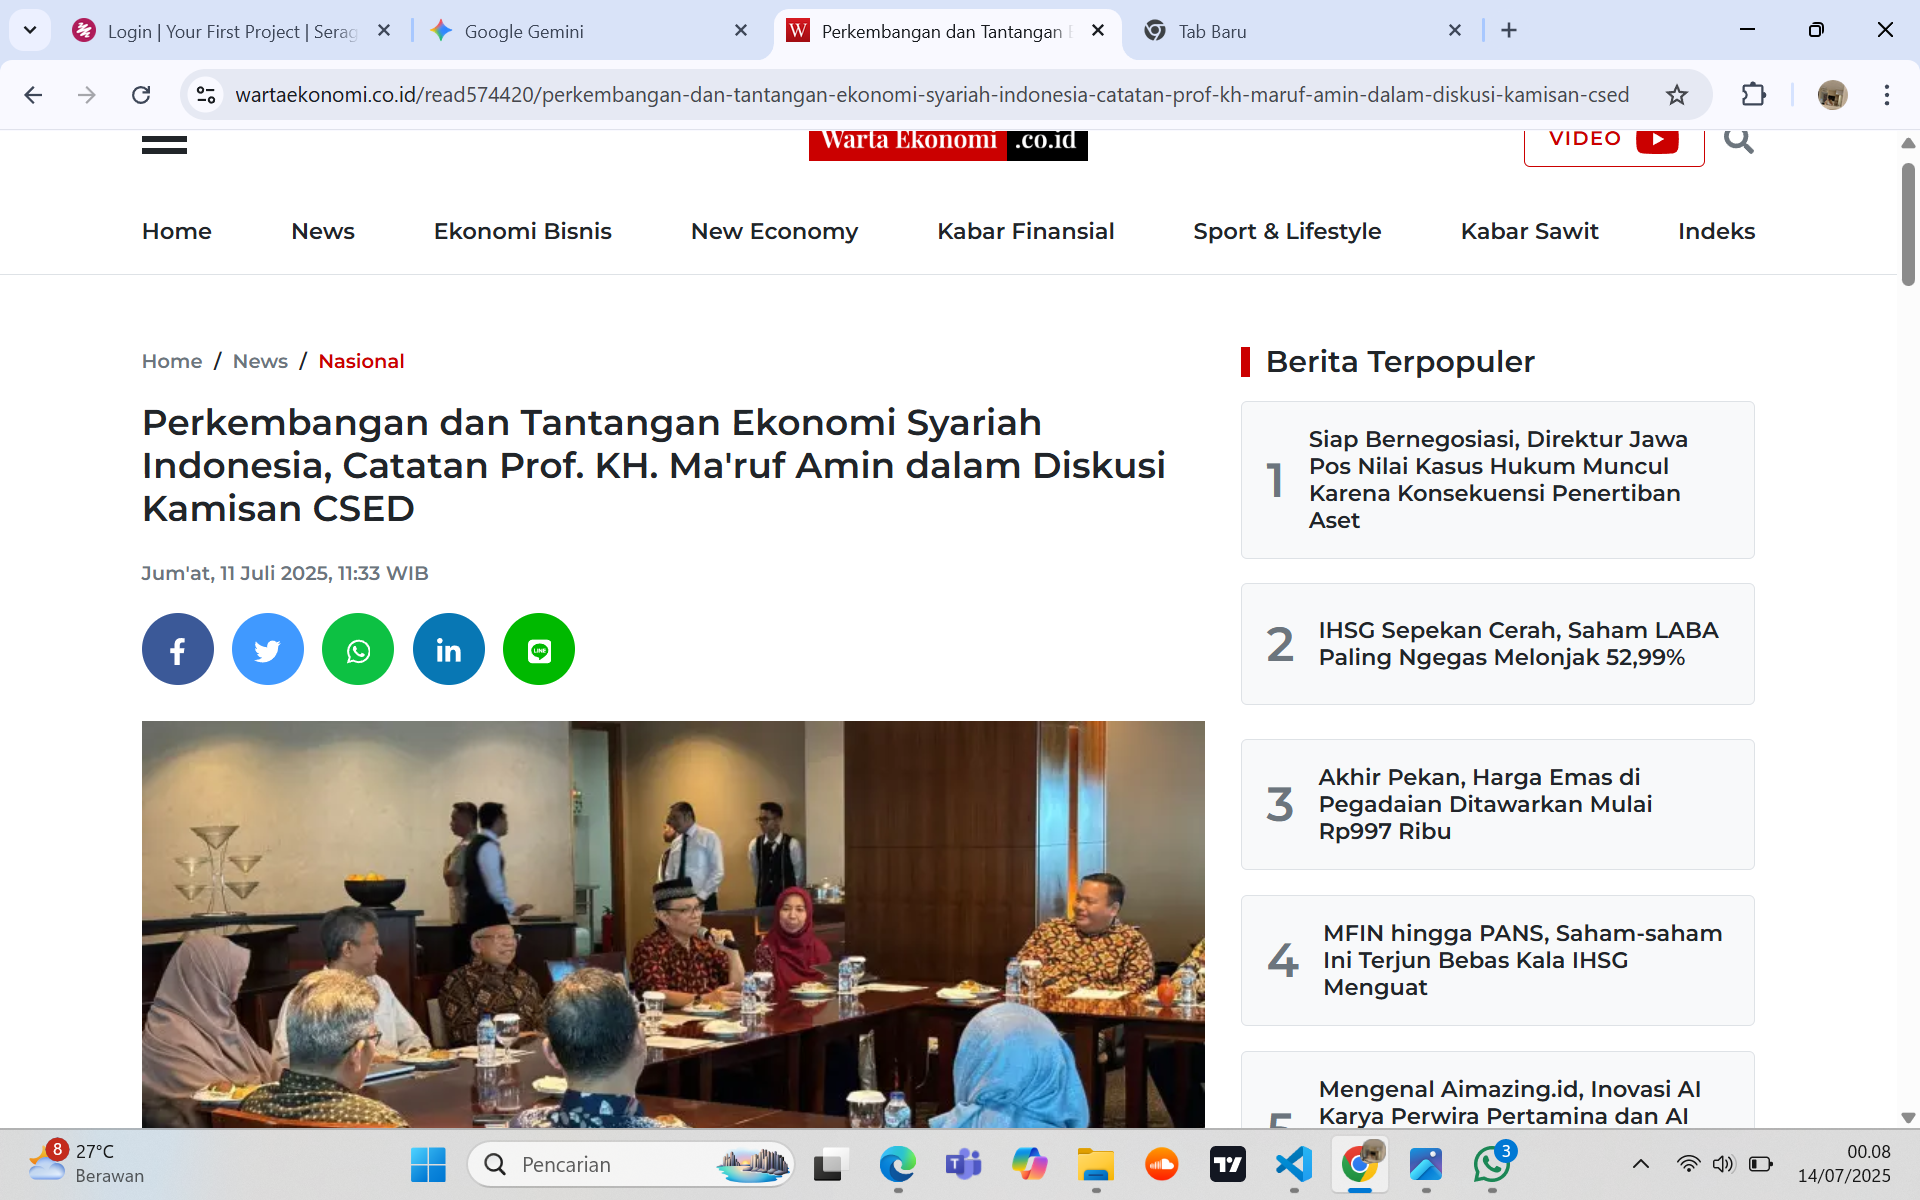 Login | Your First Project | Serag
Google Gemini
W
Perkembangan dan Tantangan
Tab Baru
wartaekonomi.co.id/read574420/perkembangan-dan-tantangan-ekonomi-syariah-indonesia-catatan-prof-kh-maruf-amin-dalam-diskusi-kamisan-csed
Warta Ekonomi .co.id
VIDEO
Home
News
Ekonomi Bisnis
New Economy
Kabar Finansial
Sport & Lifestyle
Kabar Sawit
Indeks
Home / News / Nasional
Perkembangan dan Tantangan Ekonomi Syariah
Indonesia, Catatan Prof. KH. Ma'ruf Amin dalam Diskusi
Kamisan CSED
Jum'at, 11 Juli 2025, 11:33 WIB
f
in
LINE
Berita Terpopuler
1
Siap Bernegosiasi, Direktur Jawa
Pos Nilai Kasus Hukum Muncul
Karena Konsekuensi Penertiban
Aset
2
IHSG Sepekan Cerah, Saham LABA
Paling Ngegas Melonjak 52,99%
3
Akhir Pekan, Harga Emas di
Pegadaian Ditawarkan Mulai
Rp997 Ribu
4
MFIN hingga PANS, Saham-saham
Ini Terjun Bebas Kala IHSG
Menguat
5
Mengenal Aimazing.id, Inovasi AI
Karya Perwira Pertamina dan AI
8
27°C
Berawan
Pencarian
3
00.08
14/07/2025